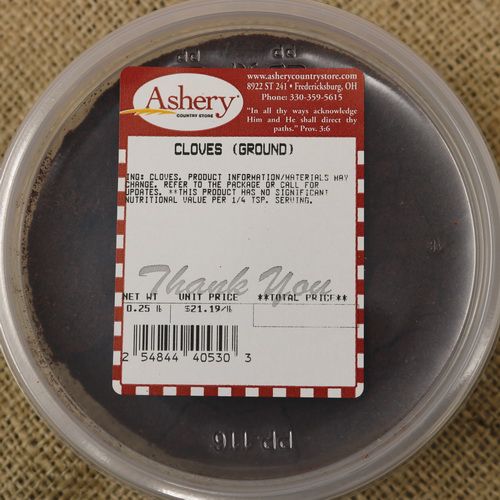 www.asherycountrystore.com
8922 ST 241 • Fredericksburg, OH
Phone: 330-359-5615
"In all thy ways acknowledge
Him and He shall direct thy
paths." Prov. 3:6
Ashery
COUNTRY STORE
CLOVES (GROUND)
ING: CLOVES. PRODUCT INFORMATION/MATERIALS MAY
CHANGE. REFER TO THE PACKAGE OR CALL FOR
UPDATES. **THIS PRODUCT HAS NO SIGNIFICANT
NUTRITIONAL VALUE PER 1/4 TSP. SERVING.
Thank You
NET WT UNIT PRICE **TOTAL PRICE**
0.25 lb $21.19/lb
2 54844 40530 3
PP-116